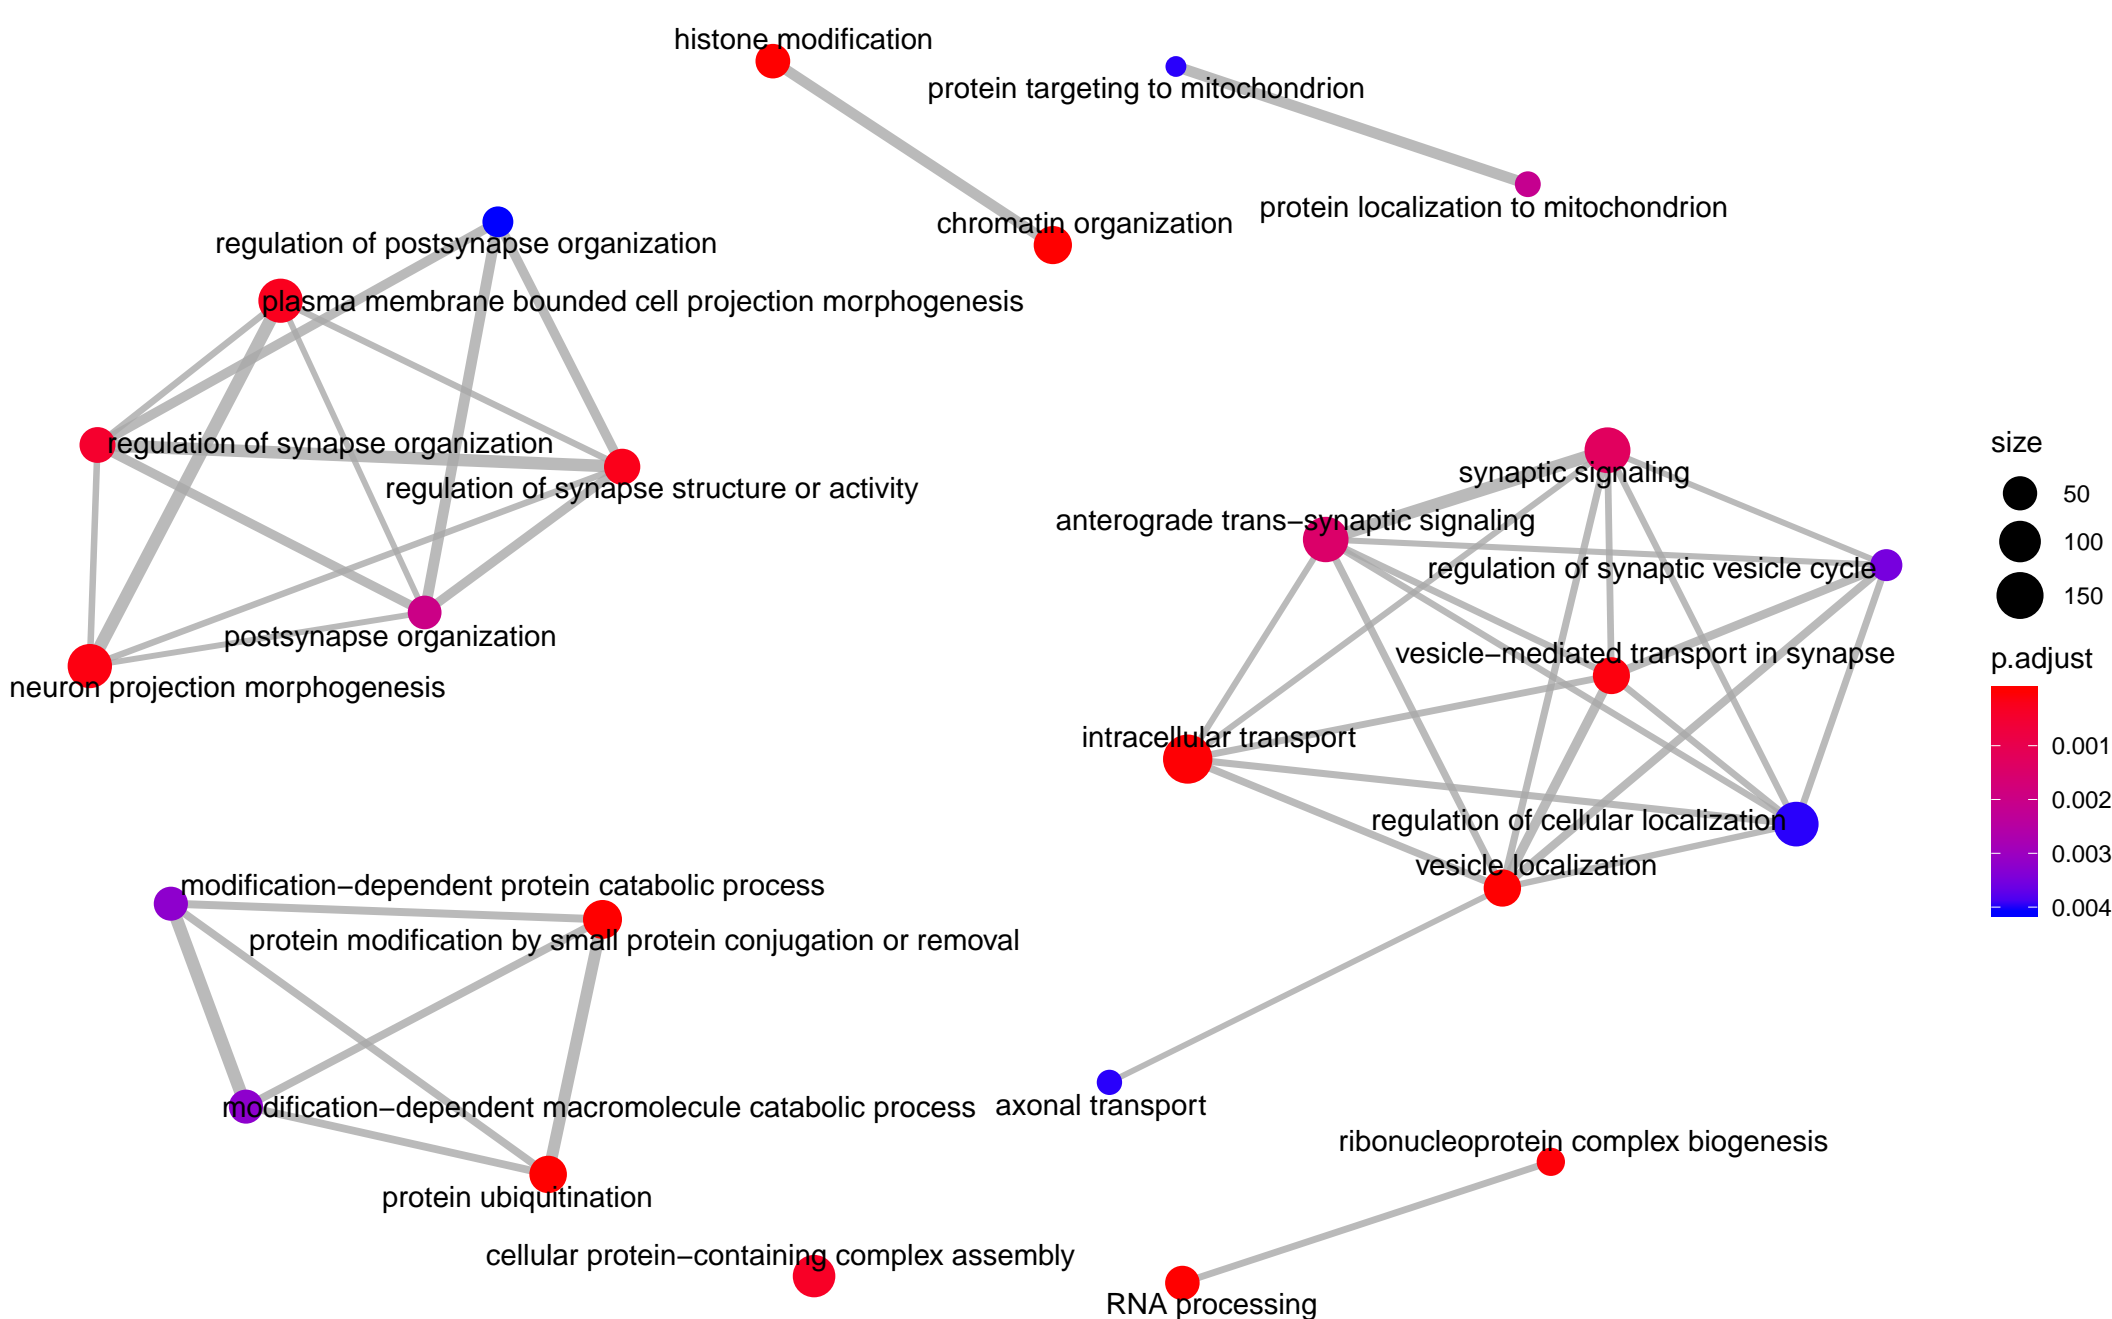 histone modification
protein targeting to mitochondrion
protein localization to mitochondrion
chromatin organization
regulation of postsynapse organization
plasma membrane bounded cell projection morphogenesis
regulation of synapse organization
regulation of synapse structure or activity
postsynapse organization
neuron projection morphogenesis
synaptic signaling
anterograde trans−synaptic signaling
regulation of synaptic vesicle cycle
vesicle−mediated transport in synapse
intracellular transport
regulation of cellular localization
vesicle localization
axonal transport
modification−dependent protein catabolic process
protein modification by small protein conjugation or removal
modification−dependent macromolecule catabolic process
protein ubiquitination
cellular protein−containing complex assembly
ribonucleoprotein complex biogenesis
RNA processing
size
50
100
150
p.adjust
0.001
0.002
0.003
0.004